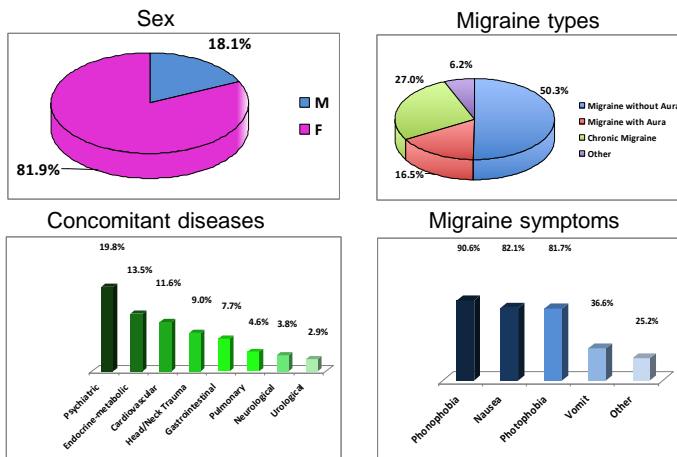 Sex
18.1%
M
F
81.9%
Migraine types
6.2%
27.0%
50.3%
Migraine without Aura
Migraine with Aura
Chronic Migraine
Other
16.5%
Concomitant diseases
19.8%
13.5%
11.6%
9.0%
7.7%
4.6%
3.8%
2.9%
Psychiatric
Endocrine-metabolic
Cardiovascular
Head/Neck Trauma
Gastrointestinal
Pulmonary
Neurological
Urological
Migraine symptoms
90.6%
82.1%
81.7%
36.6%
25.2%
Phonophobia
Nausea
Photophobia
Vomit
Other